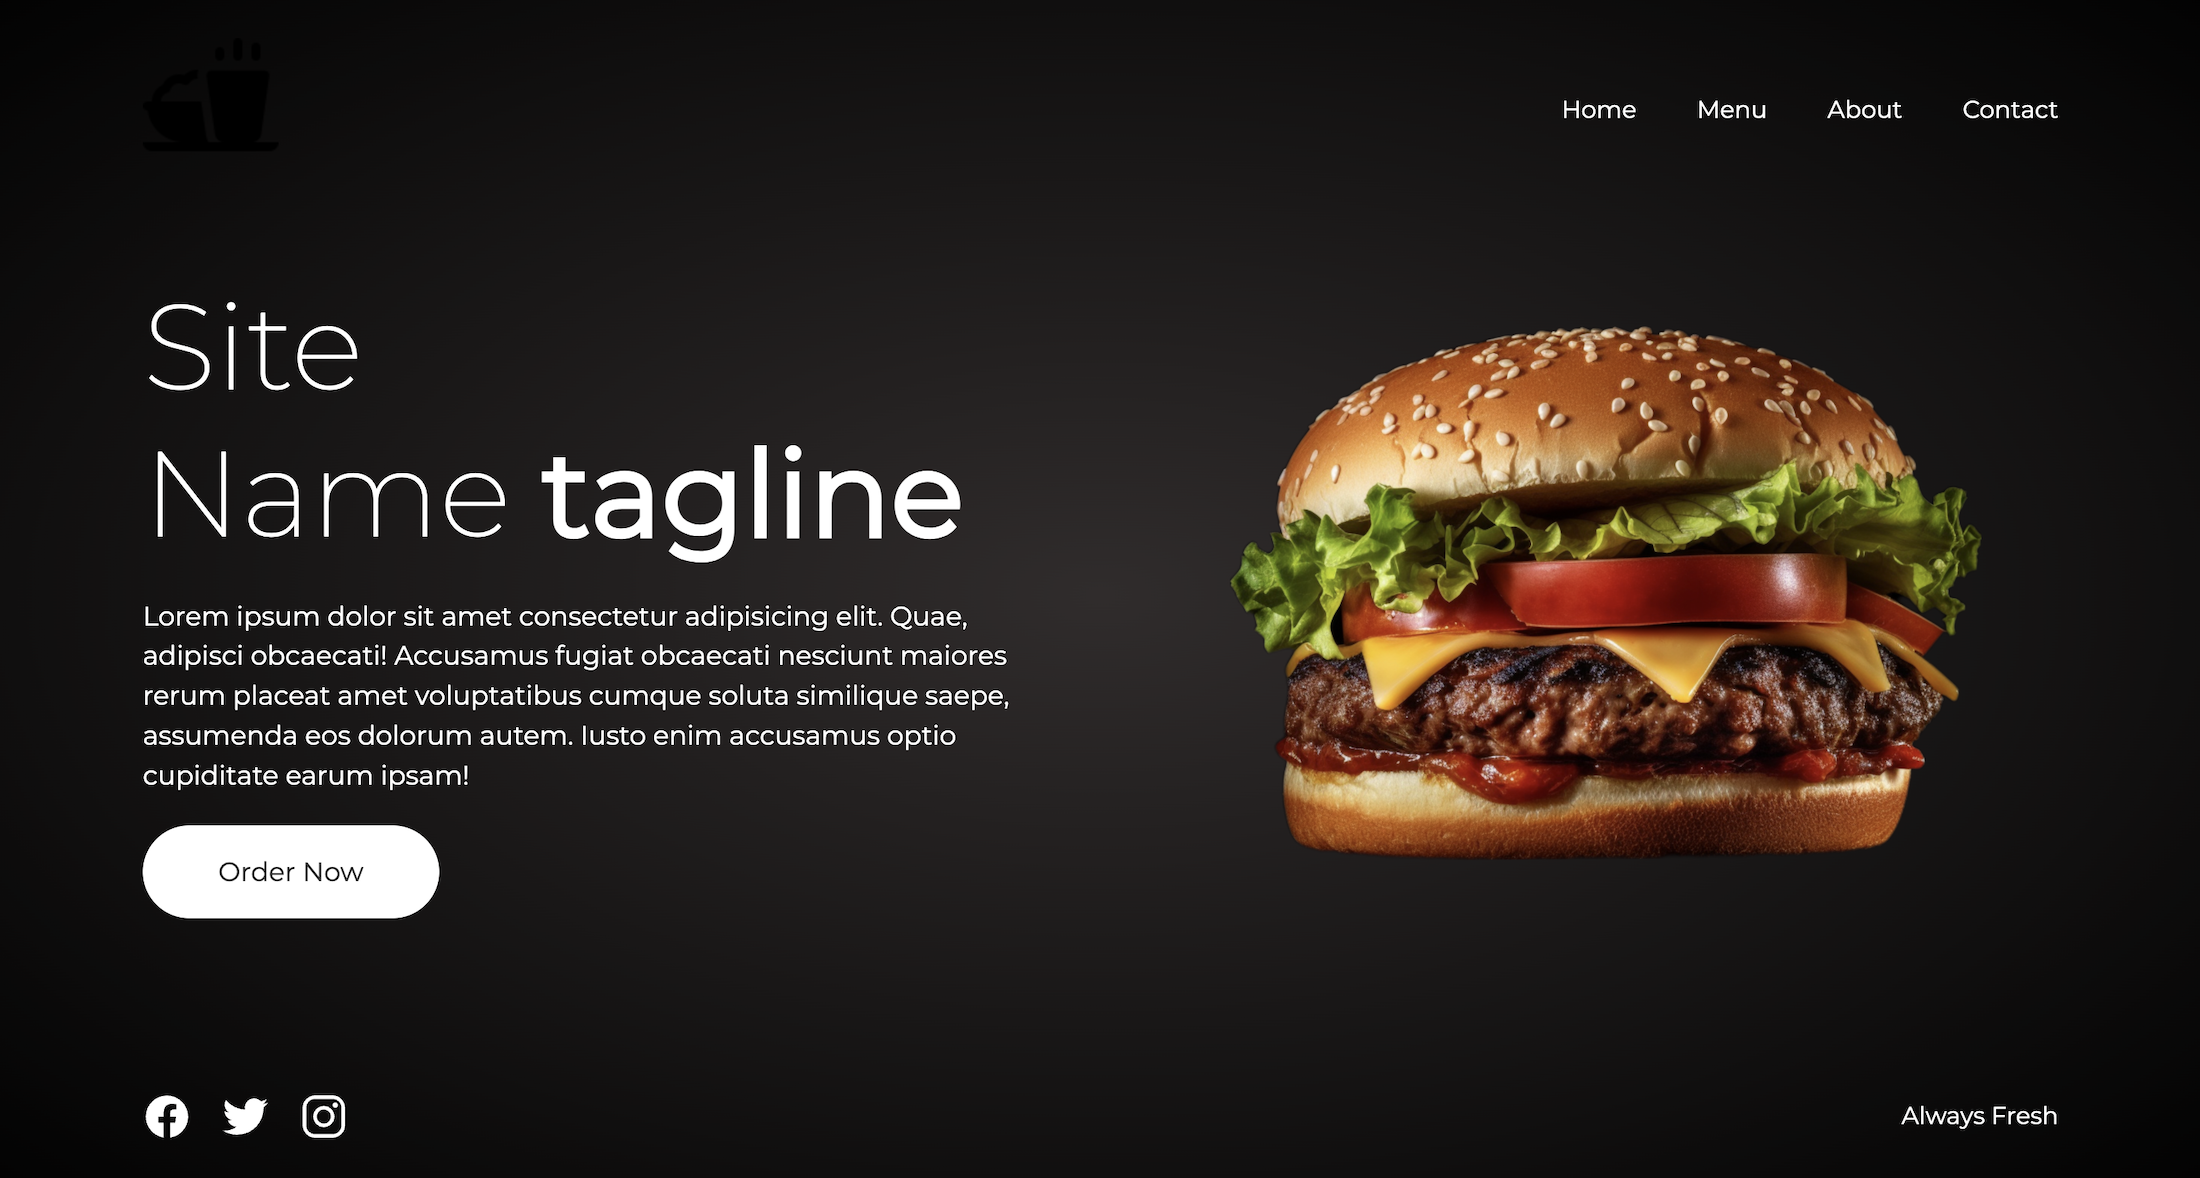 Home Menu About Contact
Site
Name tagline
Lorem ipsum dolor sit amet consectetur adipisicing elit. Quae,
adipisci obcaecati! Accusamus fugiat obcaecati nesciunt maiores
rerum placeat amet voluptatibus cumque soluta similique saepe,
assumenda eos dolorum autem. Iusto enim accusamus optio
cupiditate earum ipsam!
Order Now
Always Fresh